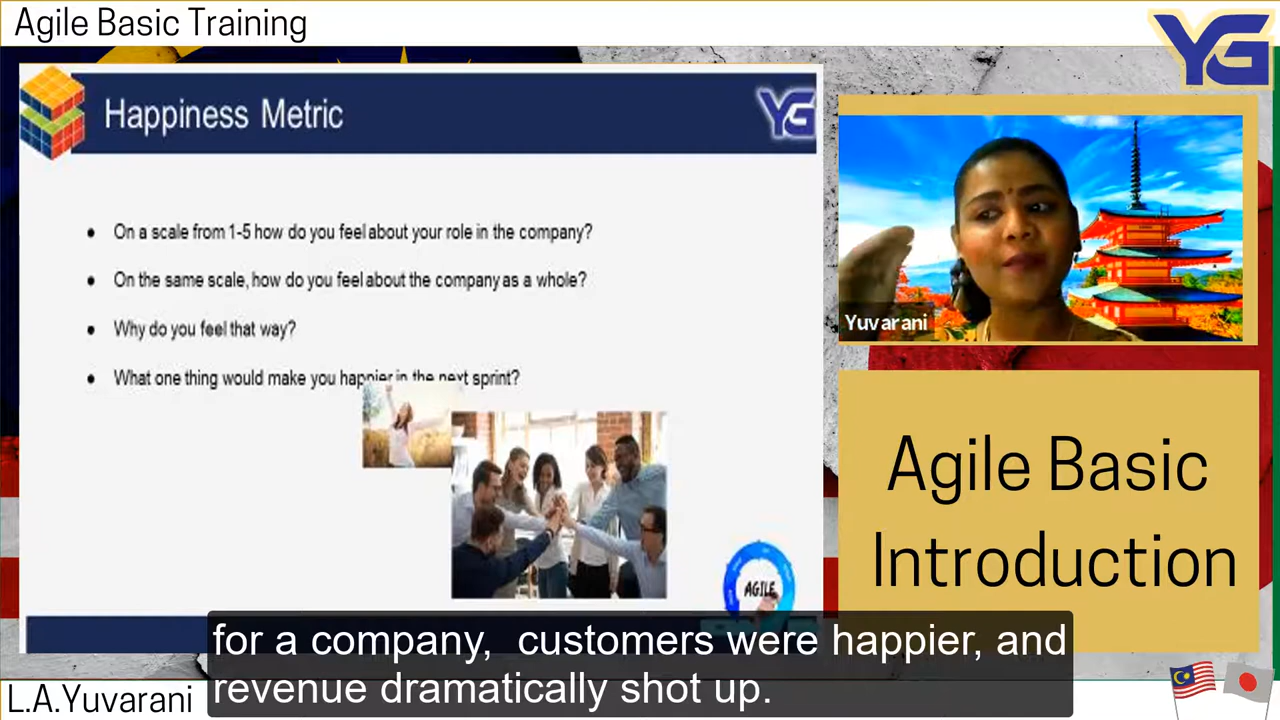 Agile Basic Training
YG
Happiness Metric
YG
• On a scale from 1-5 how do you feel about your role in the company?
• On the same scale, how do you feel about the company as a whole?
• Why do you feel that way?
• What one thing would make you happier in the next sprint?
AGILE
Yuvarani
Agile Basic
Introduction
for a company, customers were happier, and
revenue dramatically shot up.
L.A.Yuvarani